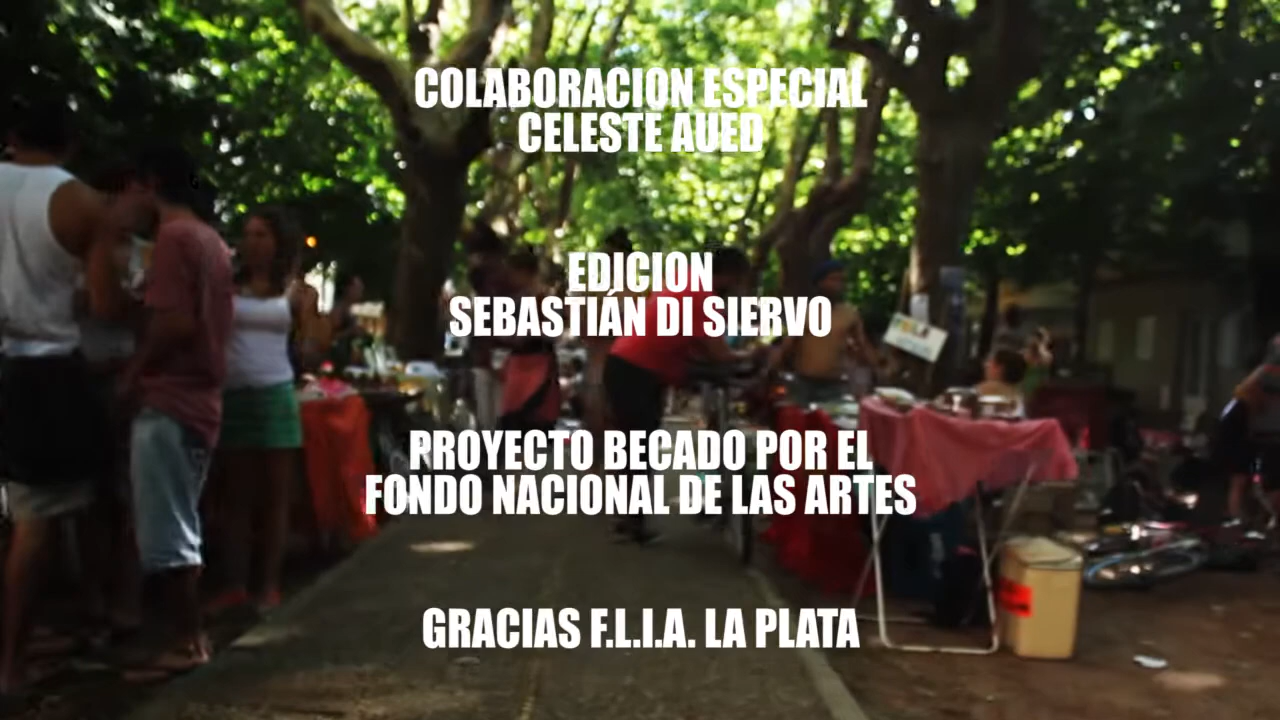 COLABORACION ESPECIAL
CELESTE AUED
EDICION
SEBASTIÁN DI SIERVO
PROYECTO BECADO POR EL
FONDO NACIONAL DE LAS ARTES
GRACIAS F.L.I.A. LA PLATA